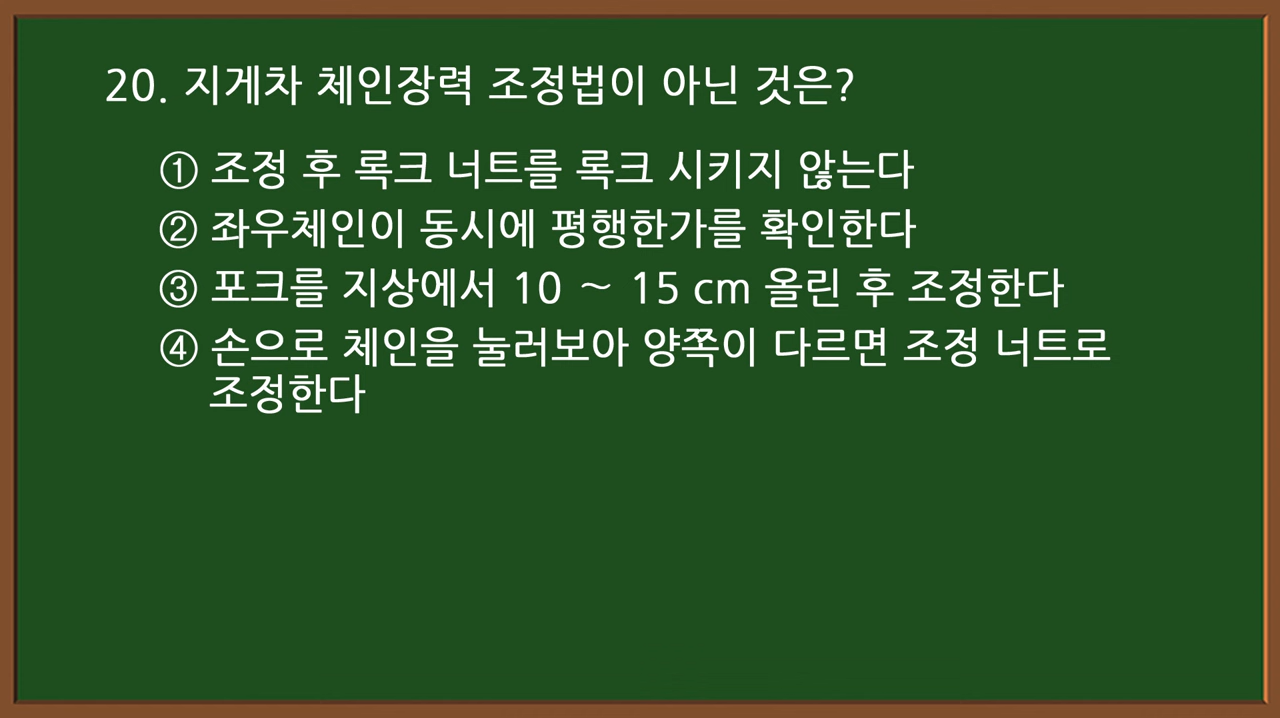 20. 지게차 체인장력 조정법이 아닌 것은?
① 조정 후 록크 너트를 록크 시키지 않는다
② 좌우체인이 동시에 평행한가를 확인한다
③ 포크를 지상에서 10 ~ 15 cm 올린 후 조정한다
④ 손으로 체인을 눌러보아 양쪽이 다르면 조정 너트로
조정한다